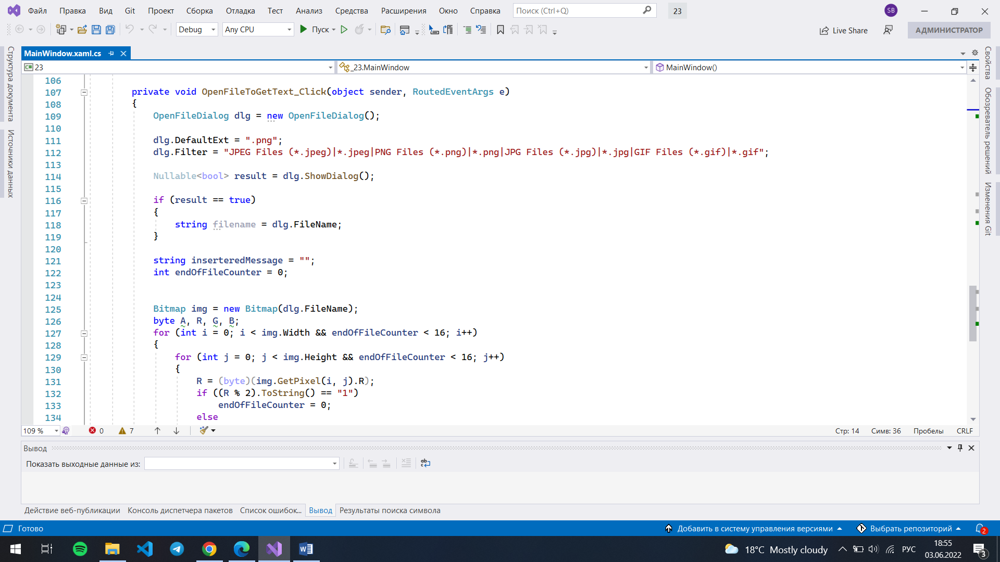 Файл Правка Вид Git Проект Сборка Отладка Тест Анализ Средства Расширения Окно Справка Поиск (Ctrl+Q) 23 SB
Debug Any CPU Пуск Live Share АДМИНИСТРАТОР
MainWindow.xaml.cs
23 _23.MainWindow MainWindow()
Структура документа
Источники данных
106
107 private void OpenFileToGetText_Click(object sender, RoutedEventArgs e)
108 {
109 OpenFileDialog dlg = new OpenFileDialog();
110
111 dlg.DefaultExt = ".png";
112 dlg.Filter = "JPEG Files (*.jpeg)|*.jpeg|PNG Files (*.png)|*.png|JPG Files (*.jpg)|*.jpg|GIF Files (*.gif)|*.gif";
113
114 Nullable<bool> result = dlg.ShowDialog();
115
116 if (result == true)
117 {
118 string filename = dlg.FileName;
119 }
120
121 string inserteredMessage = "";
122 int endOfFileCounter = 0;
123
124
125 Bitmap img = new Bitmap(dlg.FileName);
126 byte A, R, G, B;
127 for (int i = 0; i < img.Width && endOfFileCounter < 16; i++)
128 {
129 for (int j = 0; j < img.Height && endOfFileCounter < 16; j++)
130 {
131 R = (byte)(img.GetPixel(i, j).R);
132 if ((R % 2).ToString() == "1")
133 endOfFileCounter = 0;
134 else
Свойства
Обозреватель решений
Изменения Git
109 % 0 7 Стр: 14 Симв: 36 Пробелы CRLF
Вывод
Показать выходные данные из:
Действие веб-публикации Консоль диспетчера пакетов Список ошибок... Вывод Результаты поиска символа
Готово Добавить в систему управления версиями Выбрать репозиторий 2
18°C Mostly cloudy РУС 18:55
03.06.2022 3